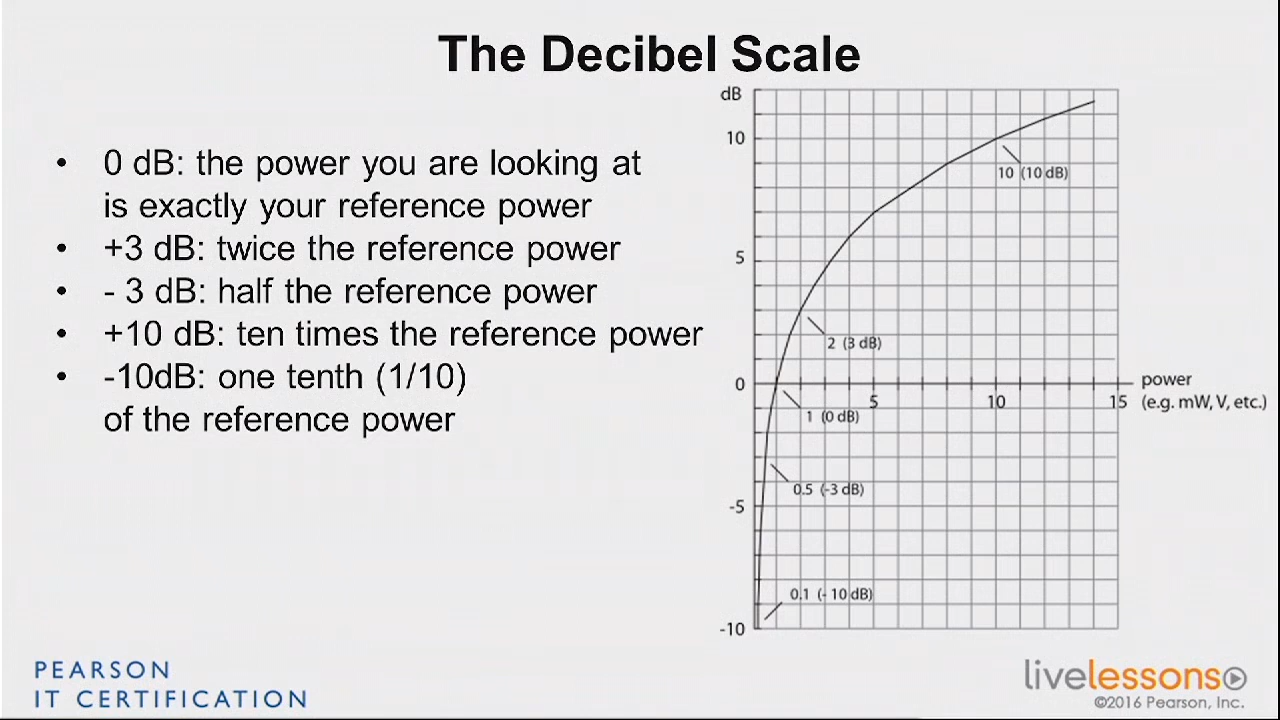 The Decibel Scale
• 0 dB: the power you are looking at
is exactly your reference power
• +3 dB: twice the reference power
• - 3 dB: half the reference power
• +10 dB: ten times the reference power
• -10dB: one tenth (1/10)
of the reference power
dB
10
10 (10 dB)
5
2 (3 dB)
0
power
5
10
15
(e.g. mW, V, etc.)
1 (0 dB)
0.5 (-3 dB)
-5
0.1 (- 10 dB)
-10
PEARSON
IT CERTIFICATION
livelessons
©2016 Pearson, Inc.